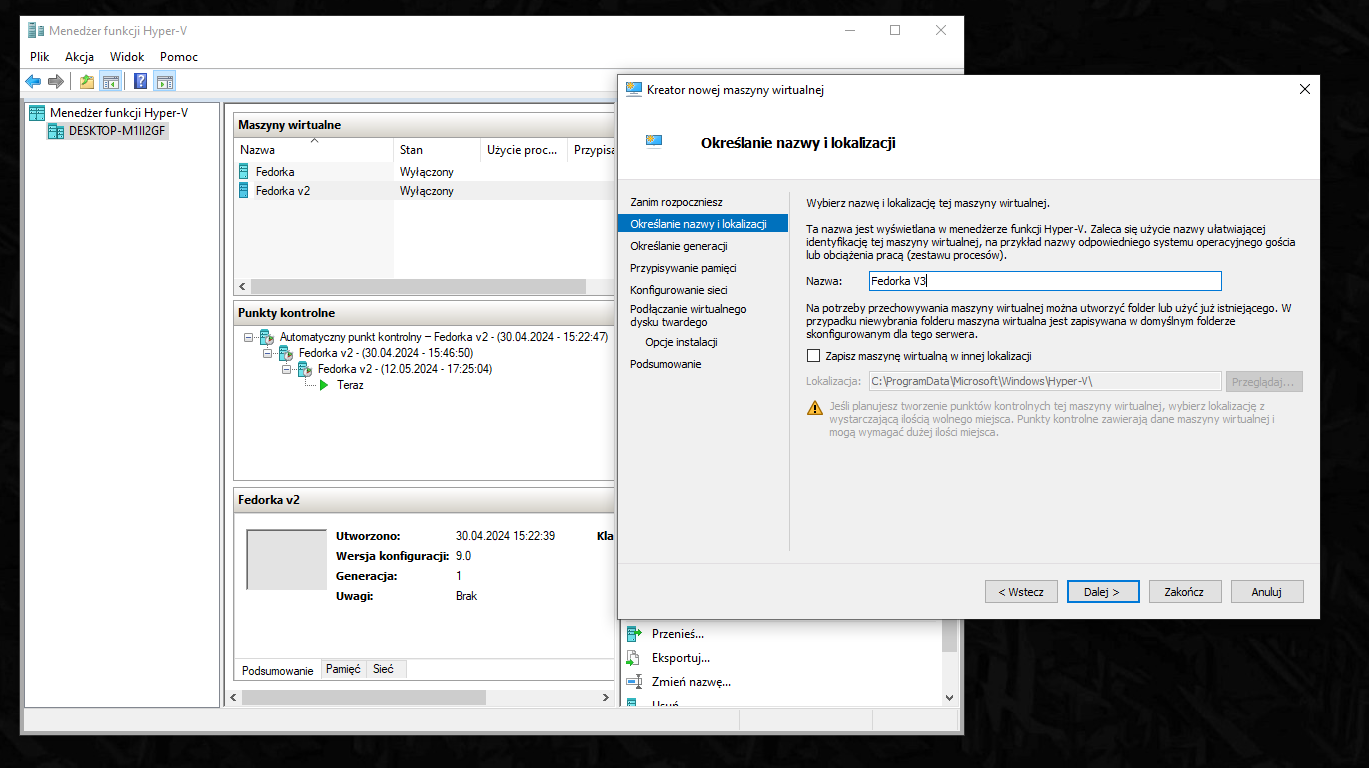 Menedżer funkcji Hyper-V
Plik Akcja Widok Pomoc
Menedżer funkcji Hyper-V
DESKTOP-M1II2GF
Maszyny wirtualne
Nazwa Stan Użycie proc... Przypisa
Fedorka Wyłączony
Fedorka v2 Wyłączony
Punkty kontrolne
Automatyczny punkt kontrolny – Fedorka v2 - (30.04.2024 - 15:22:47)
Fedorka v2 - (30.04.2024 - 15:46:50)
Fedorka v2 - (12.05.2024 - 17:25:04)
Teraz
Fedorka v2
Utworzono: 30.04.2024 15:22:39 Kla
Wersja konfiguracji: 9.0
Generacja: 1
Uwagi: Brak
Podsumowanie Pamięć Sieć
Przenieś...
Eksportuj...
Zmień nazwę...
Usuń
Kreator nowej maszyny wirtualnej
Określanie nazwy i lokalizacji
Zanim rozpoczniesz
Określanie nazwy i lokalizacji
Określanie generacji
Przypisywanie pamięci
Konfigurowanie sieci
Podłączanie wirtualnego
dysku twardego
Opcje instalacji
Podsumowanie
Wybierz nazwę i lokalizację tej maszyny wirtualnej.
Ta nazwa jest wyświetlana w menedżerze funkcji Hyper-V. Zaleca się użycie nazwy ułatwiającej
identyfikację tej maszyny wirtualnej, na przykład nazwy odpowiedniego systemu operacyjnego gościa
lub obciążenia pracą (zestawu procesów).
Nazwa: Fedorka V3
Na potrzeby przechowywania maszyny wirtualnej można utworzyć folder lub użyć już istniejącego. W
przypadku niewybrania folderu maszyna wirtualna jest zapisywana w domyślnym folderze
skonfigurowanym dla tego serwera.
Zapisz maszynę wirtualną w innej lokalizacji
Lokalizacja: C:\ProgramData\Microsoft\Windows\Hyper-V\ Przeglądaj...
Jeśli planujesz tworzenie punktów kontrolnych tej maszyny wirtualnej, wybierz lokalizację z
wystarczającą ilością wolnego miejsca. Punkty kontrolne zawierają dane maszyny wirtualnej i
mogą wymagać dużej ilości miejsca.
< Wstecz Dalej > Zakończ Anuluj